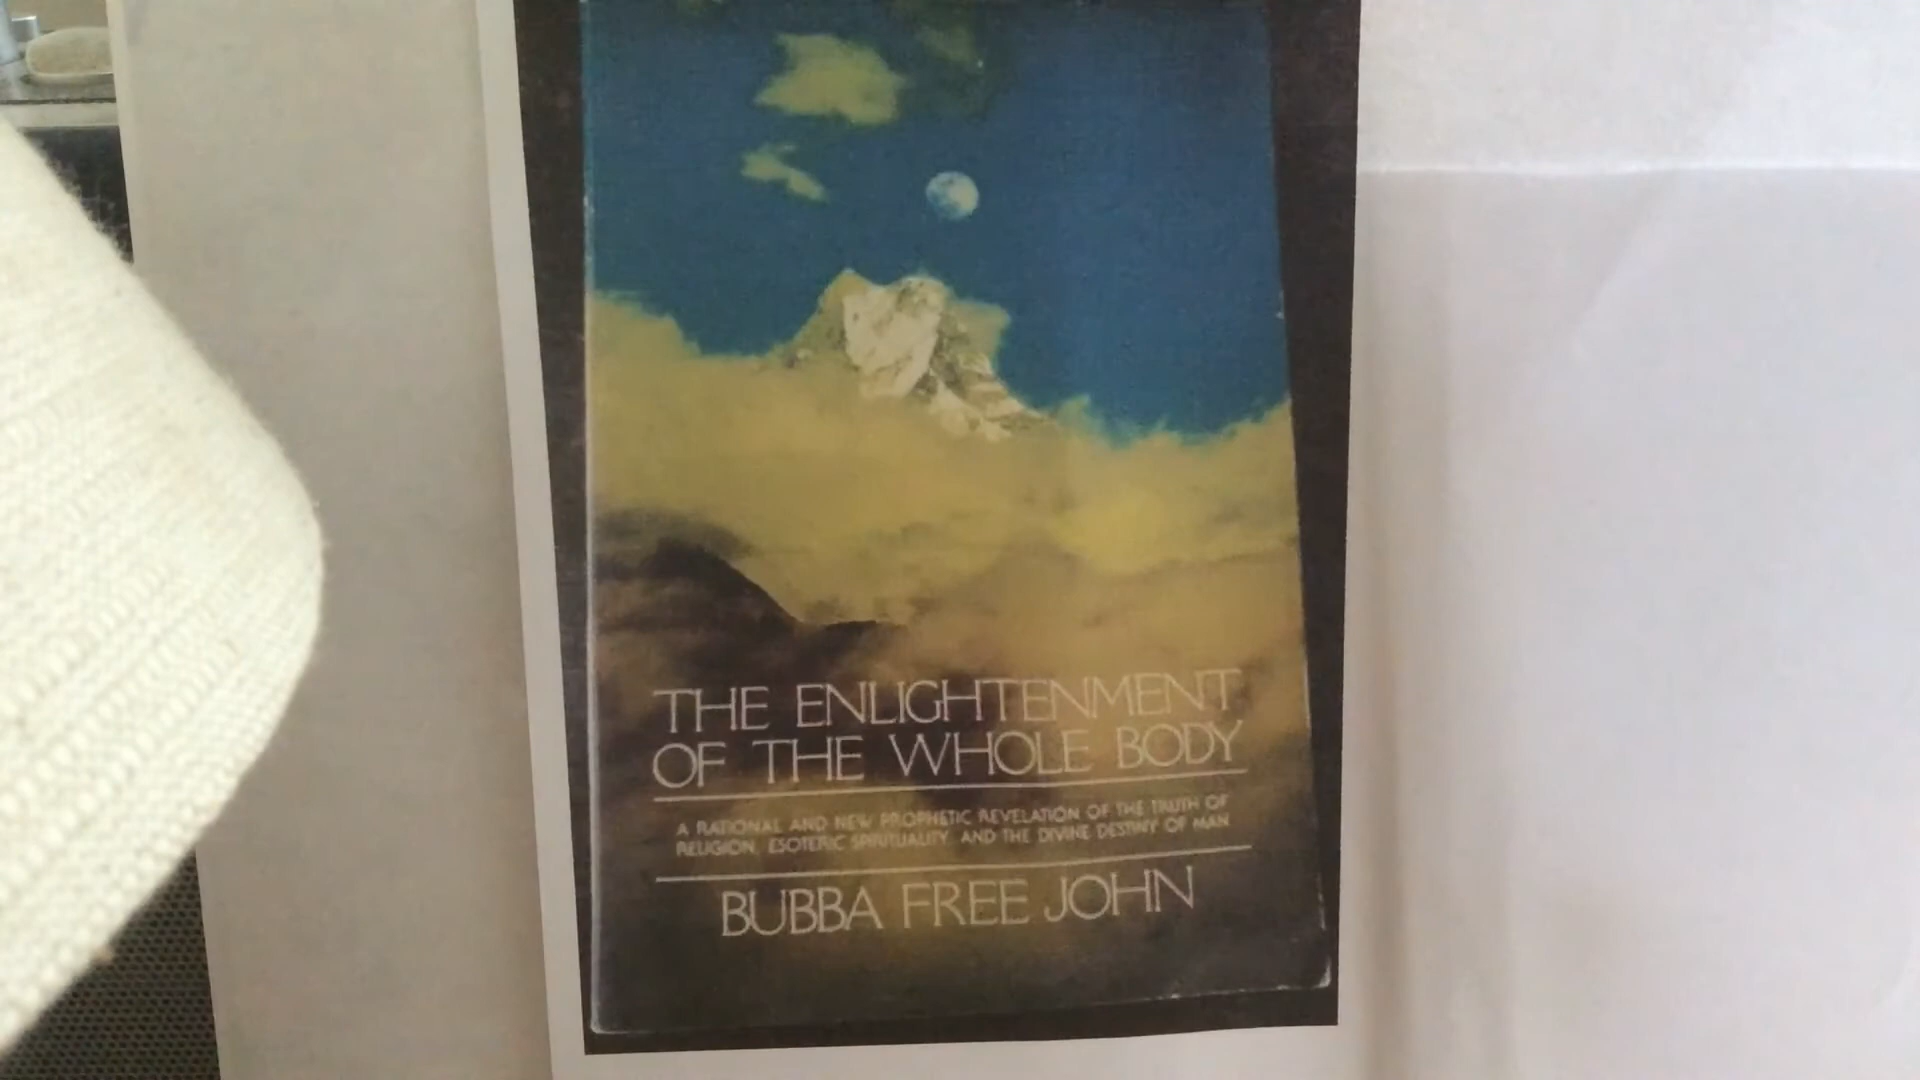 THE ENLIGHTENMENT
OF THE WHOLE BODY
A RATIONAL AND NEW PROPHETIC REVELATION OF THE TRUTH OF
RELIGION, ESOTERIC SPIRITUALITY, AND THE DIVINE DESTINY OF MAN
BUBBA FREE JOHN